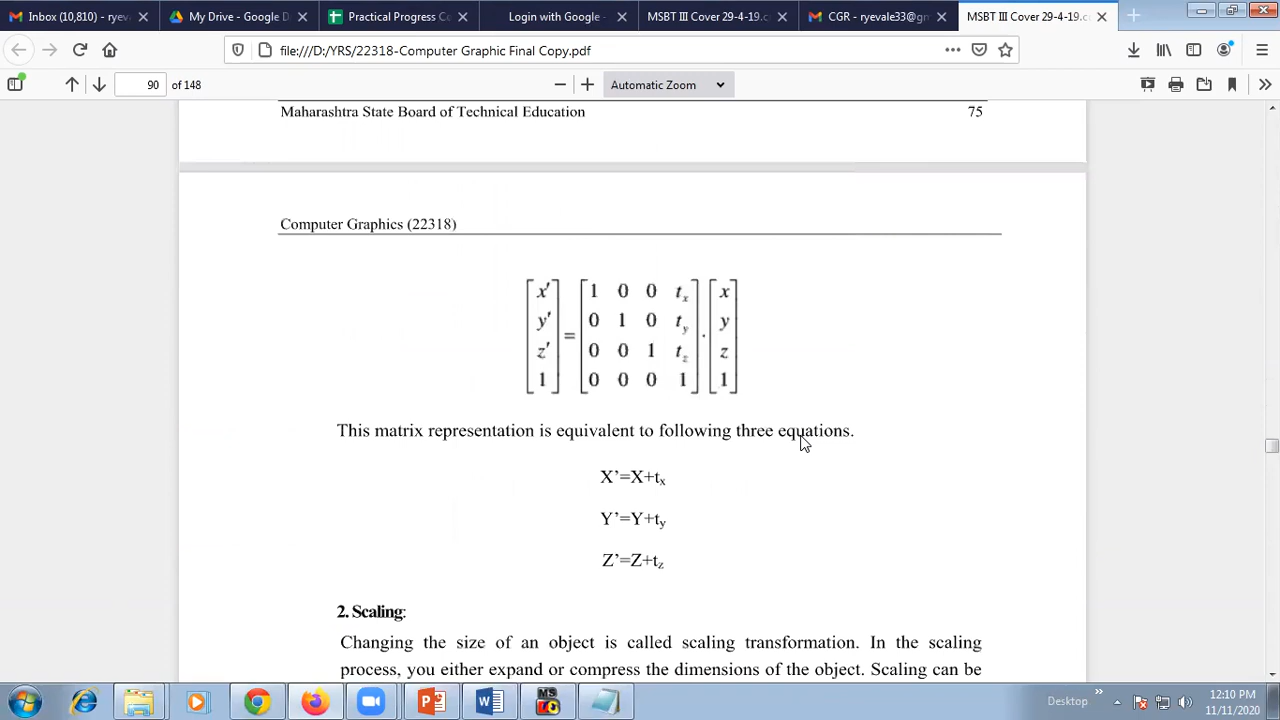 Inbox (10,810) - ryev
My Drive - Google D
Practical Progress Co
Login with Google -
MSBT III Cover 29-4-19.c
CGR - ryevale33@gm
MSBT III Cover 29-4-19.c
file:///D:/YRS/22318-Computer Graphic Final Copy.pdf
90 of 148
Automatic Zoom
Maharashtra State Board of Technical Education 75
Computer Graphics (22318)
[x'] = [1 0 0 tx] · [x]
[y'] [0 1 0 ty] [y]
[z'] [0 0 1 tz] [z]
[1] [0 0 0 1] [1]
This matrix representation is equivalent to following three equations.
X’=X+tx
Y’=Y+ty
Z’=Z+tz
2. Scaling:
Changing the size of an object is called scaling transformation. In the scaling
process, you either expand or compress the dimensions of the object. Scaling can be
Desktop
12:10 PM
11/11/2020